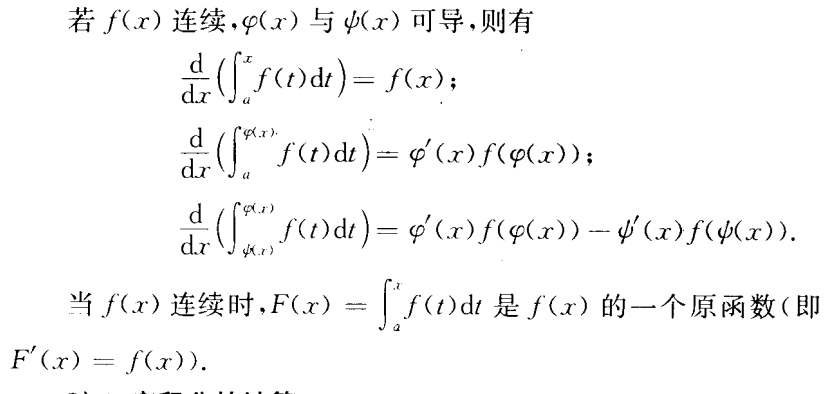 若 f(x) 连续,φ(x) 与 ψ(x) 可导,则有
d/dx(∫_a^x f(t)dt) = f(x);
d/dx(∫_a^{φ(x)} f(t)dt) = φ′(x)f(φ(x));
d/dx(∫_{ψ(x)}^{φ(x)} f(t)dt) = φ′(x)f(φ(x)) − ψ′(x)f(ψ(x)).
当 f(x) 连续时,F(x) = ∫_a^x f(t)dt 是 f(x) 的一个原函数(即
F′(x) = f(x)).